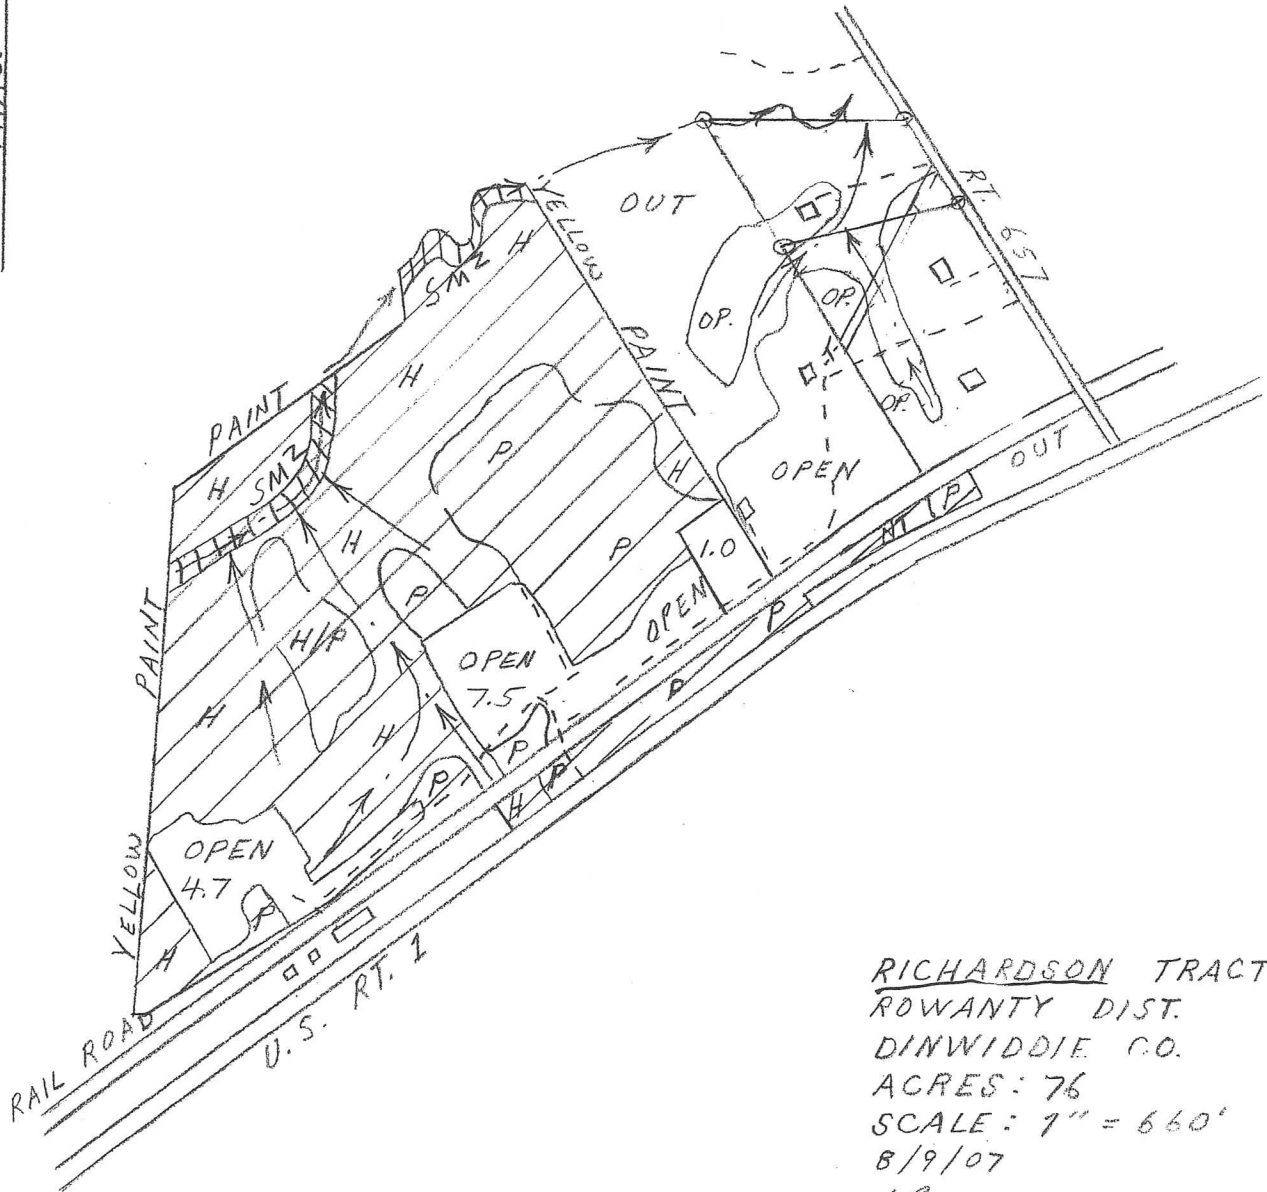 OUT
RT. 657
YELLOW PAINT
SMZ
H
OP.
OP.
PAINT
H
P
OP.
OUT
H
SMZ
H
OPEN
P
H
P
1.0
P
OPEN
YELLOW PAINT
H/P
P
OPEN
7.5
P
P
H
H
P
P
P
H
OPEN
4.7
P
H
RAIL ROAD
U.S. RT. 1
RICHARDSON TRACT
ROWANTY DIST.
DINWIDDIE CO.
ACRES: 76
SCALE: 1" = 660'
8/9/07